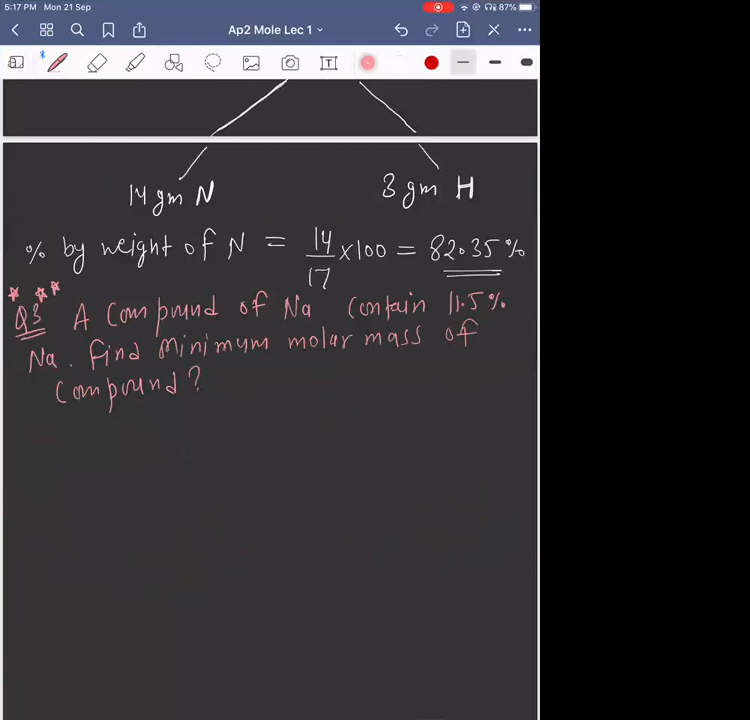 5:17 PM Mon 21 Sep 87%
Ap2 Mole Lec 1
T
14 gm N 3 gm H
% by weight of N = 14/17 x100 = 82.35%
Q3 A Compound of Na Contain 11.5%
Na. Find minimum molar mass of
Compound?